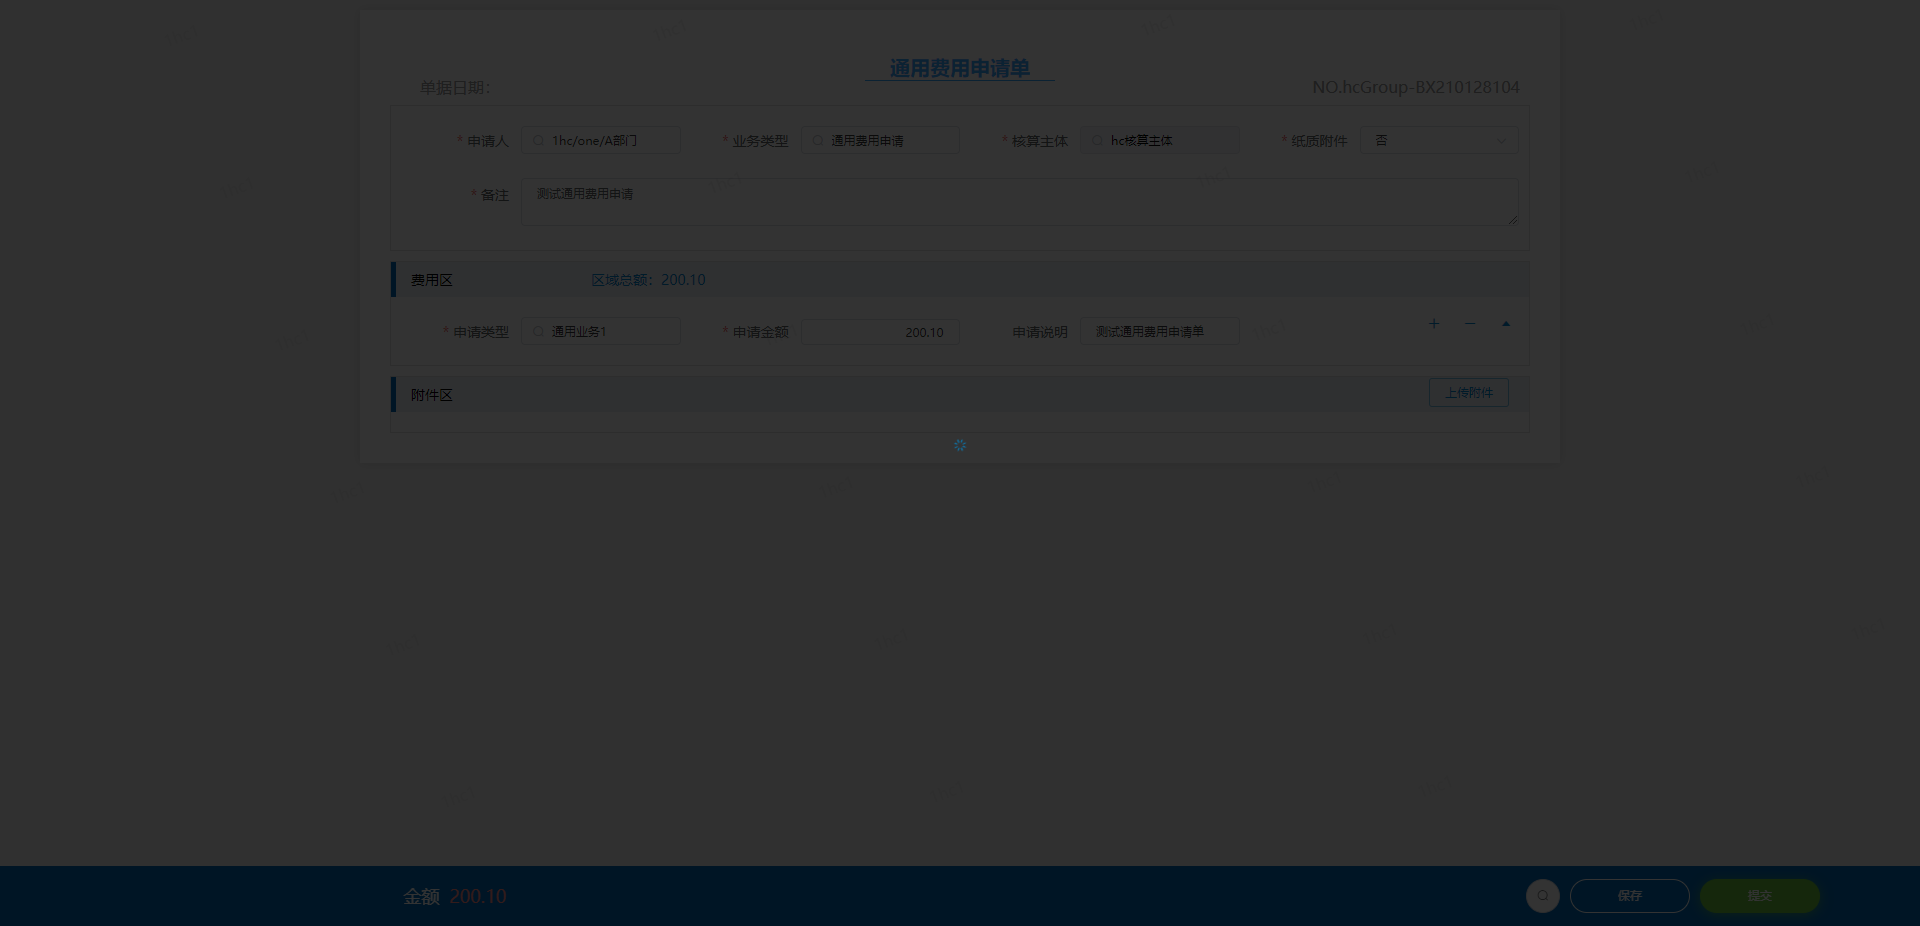 通用费用申请单
单据日期: NO.hcGroup-BX210128104
* 申请人 1hc/one/A部门 * 业务类型 通用费用申请 * 核算主体 hc核算主体 * 纸质附件 否
* 备注 测试通用费用申请
费用区 区域总额: 200.10
* 申请类型 通用业务1 * 申请金额 200.10 申请说明 测试通用费用申请单
附件区 上传附件
金额 200.10 保存 提交